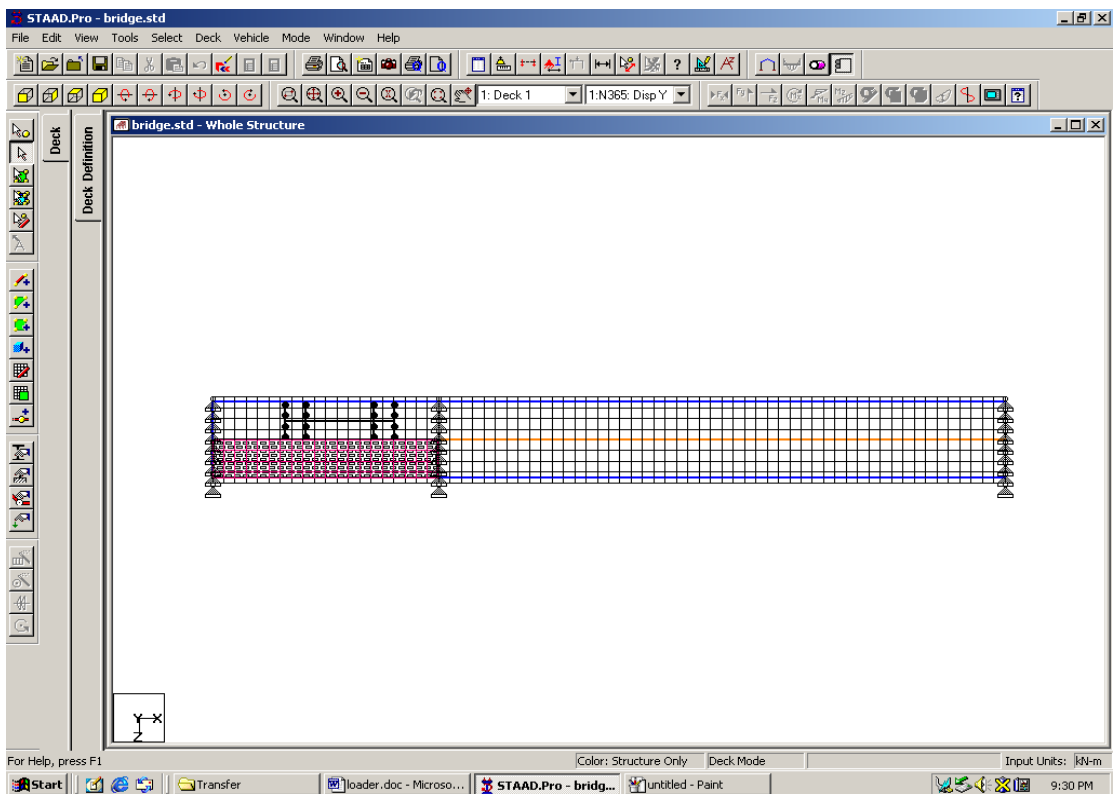 STAAD.Pro - bridge.std
File Edit View Tools Select Deck Vehicle Mode Window Help
1: Deck 1 1:N365: Disp Y
Deck
Deck Definition
bridge.std - Whole Structure
Y X
Z
For Help, press F1 Color: Structure Only Deck Mode Input Units: kN-m
Start Transfer loader.doc - Microso... STAAD.Pro - bridg... untitled - Paint 9:30 PM